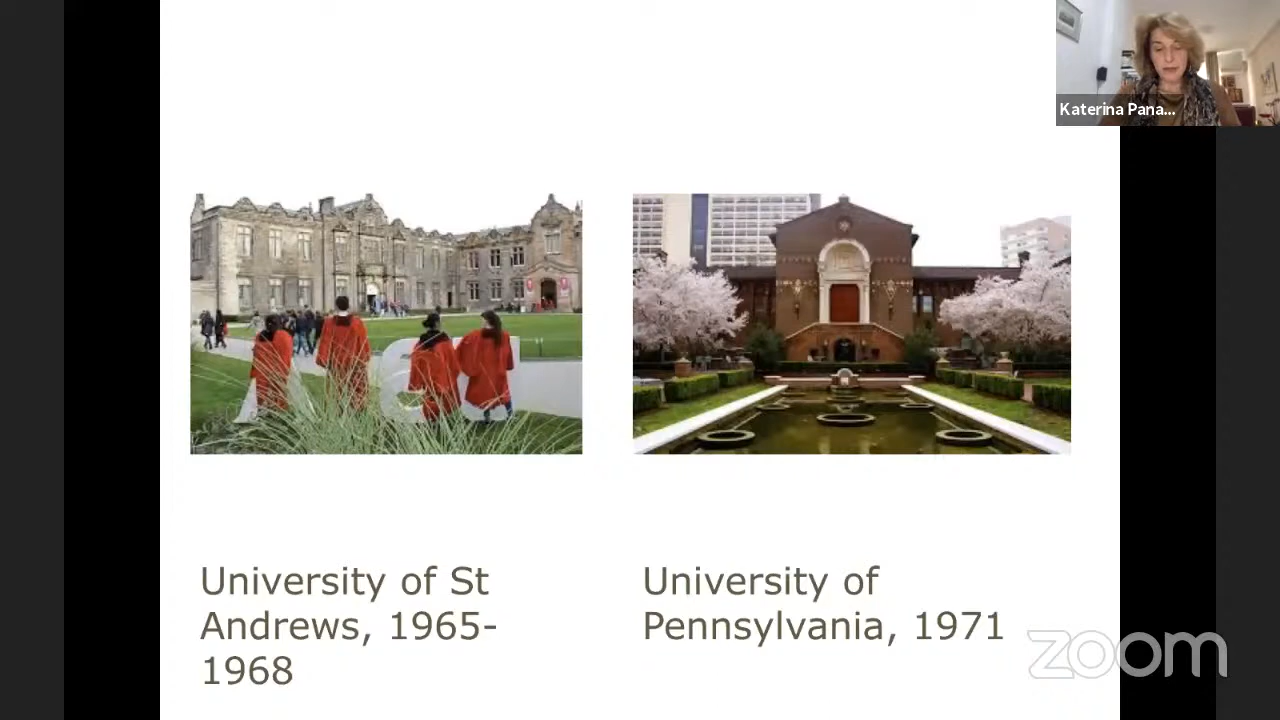 Katerina Pana...
University of St
Andrews, 1965-
1968
University of
Pennsylvania, 1971
zoom